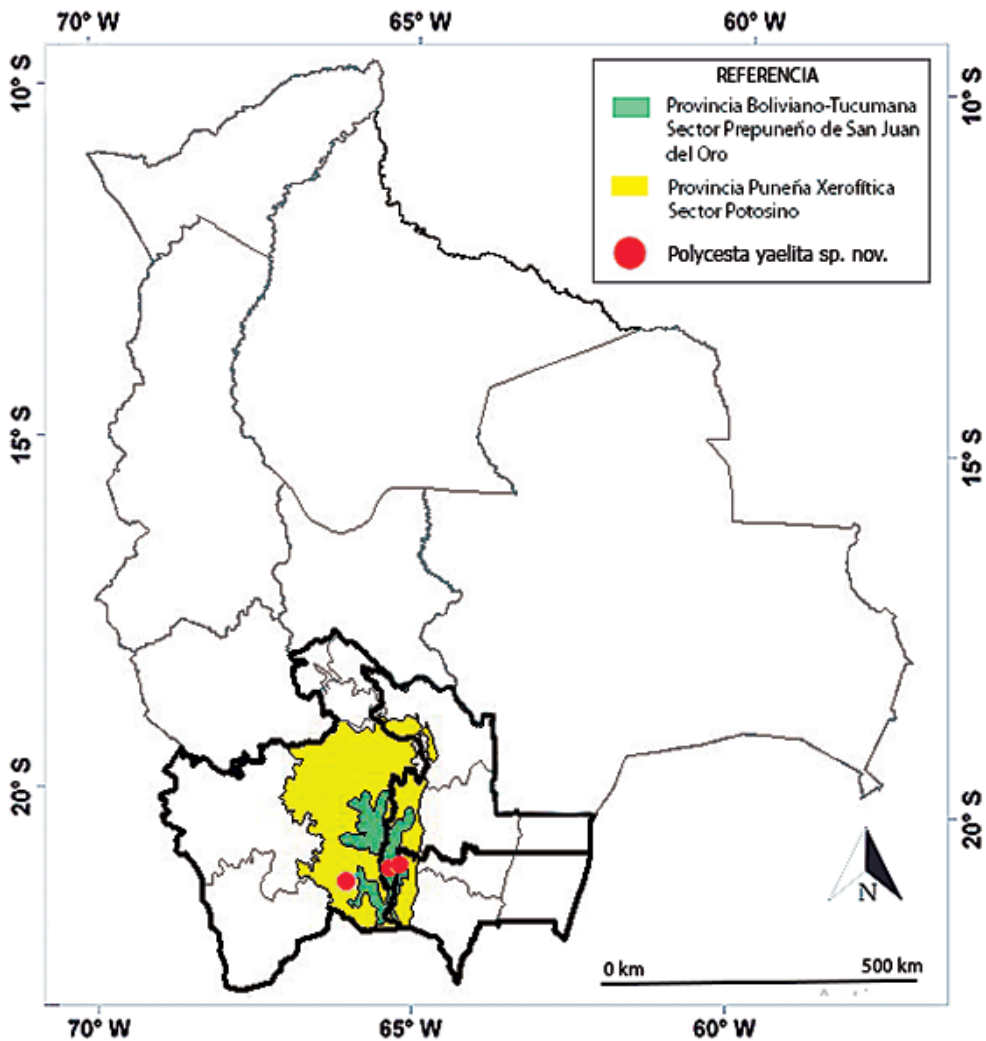 70° W
65° W
60° W
10° S
10° S
REFERENCIA
Provincia Boliviano-Tucumana
Sector Prepuneño de San Juan
del Oro
Provincia Puneña Xerofítica
Sector Potosino
Polycesta yaelita sp. nov.
15° S
15° S
20° S
20° S
N
0 km
500 km
70° W
65° W
60° W